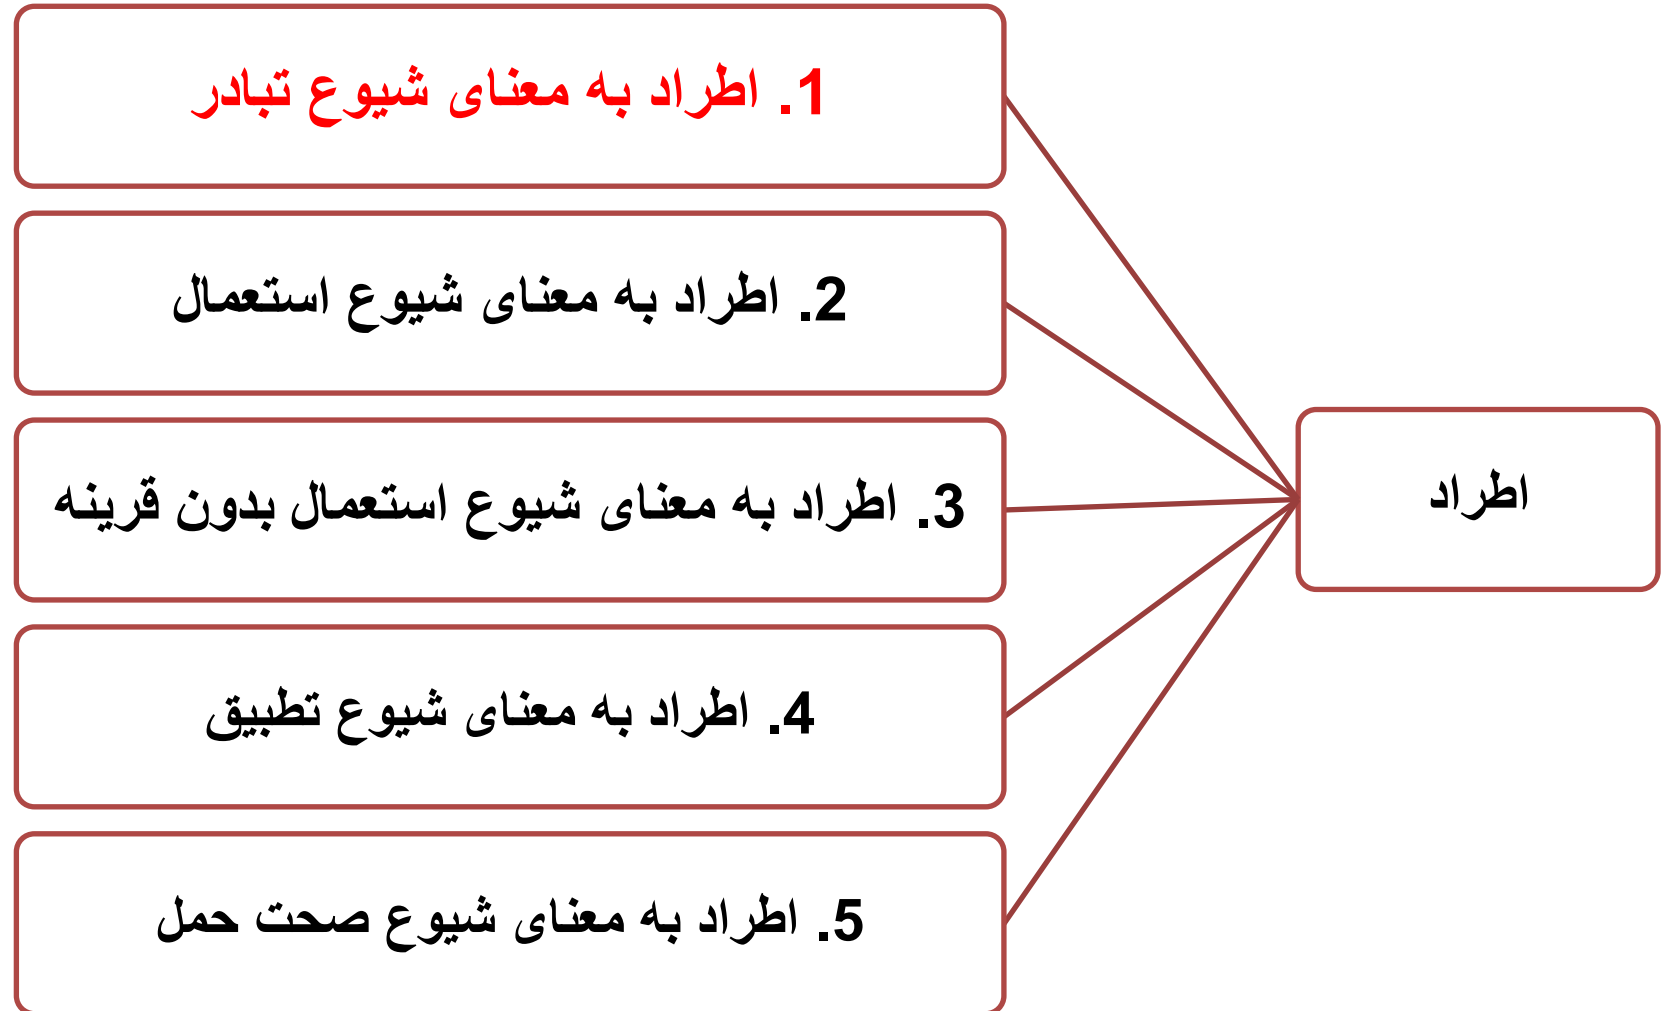 اطراد
1. اطراد به معنای شیوع تبادر
2. اطراد به معنای شیوع استعمال
3. اطراد به معنای شیوع استعمال بدون قرینه
4. اطراد به معنای شیوع تطبیق
5. اطراد به معنای شیوع صحت حمل